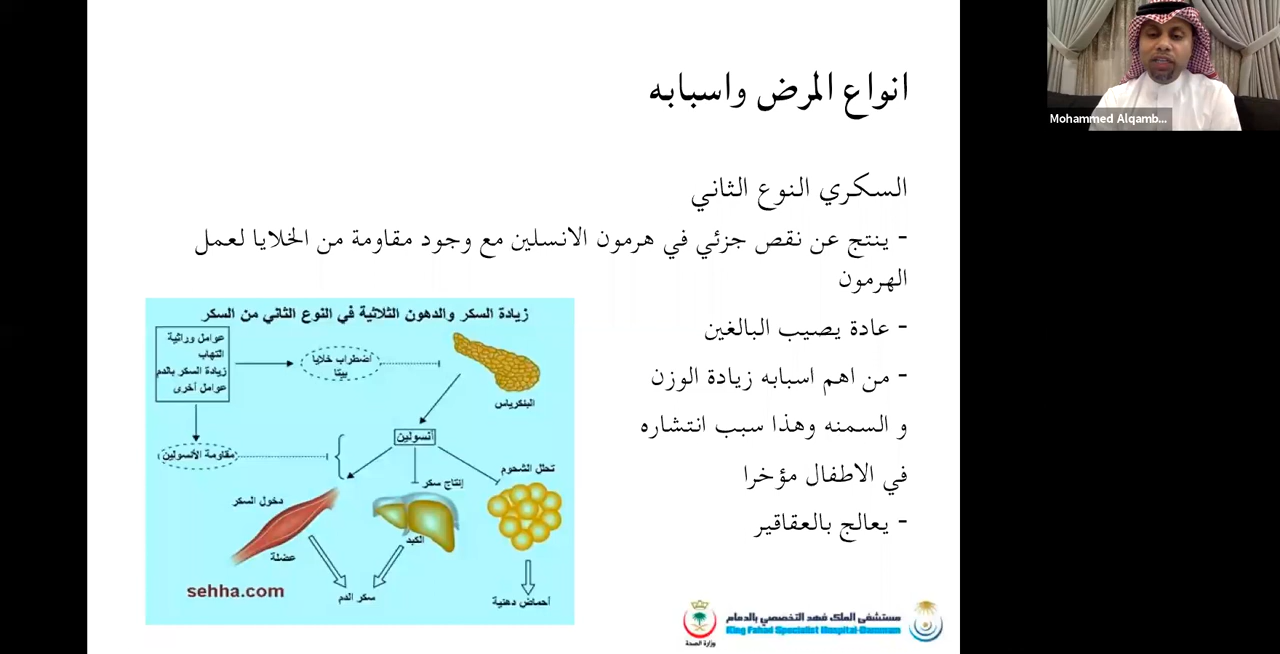 انواع المرض واسبابه
السكري النوع الثاني
- ينتج عن نقص جزئي في هرمون الانسلين مع وجود مقاومة من الخلايا لعمل
الهرمون
- عادة يصيب البالغين
- من اهم اسبابه زيادة الوزن
و السمنه وهذا سبب انتشاره
في الاطفال مؤخرا
- يعالج بالعقاقير
زيادة السكر والدهون الثلاثية في النوع الثاني من السكر
عوامل وراثية
التهاب
زيادة السكر بالدم
عوامل أخرى
اضطراب خلايا
بيتا
البنكرياس
أنسولين
مقاومة الأنسولين
تحلل الشحوم
إنتاج سكر
دخول السكر
الكبد
عضلة
سكر الدم
أحماض دهنية
sehha.com
وزارة الصحة
مستشفى الملك فهد التخصصي بالدمام
King Fahad Specialist Hospital-Dammam
Mohammed Alqamb...